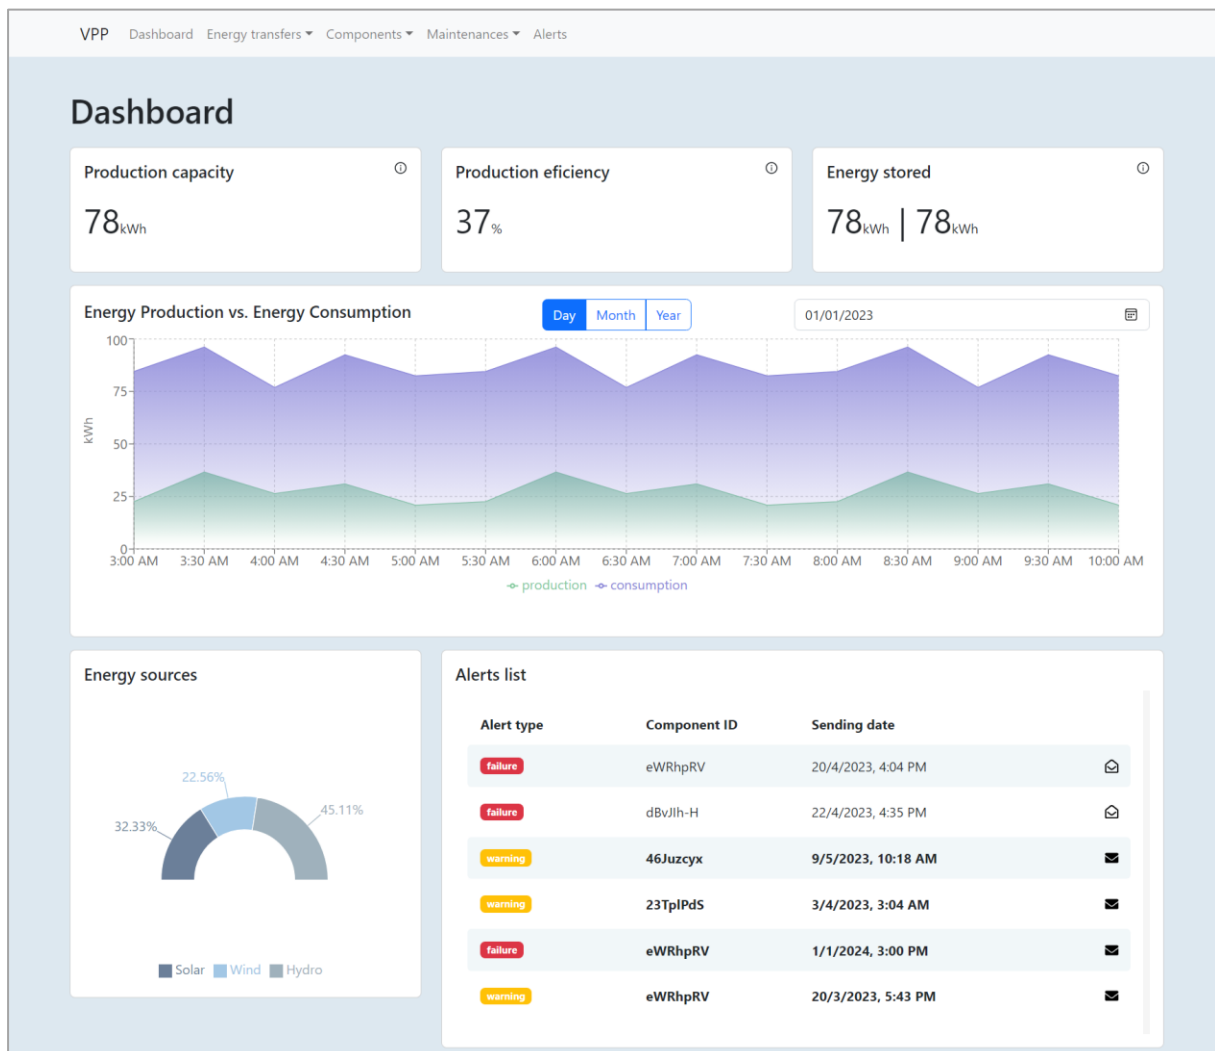 VPP Dashboard Energy transfers Components Maintenances Alerts
Dashboard
Production capacity
78kWh
Production eficiency
37%
Energy stored
78kWh | 78kWh
Energy Production vs. Energy Consumption
Day Month Year
01/01/2023
100
75
50
25
0
kWh
3:00 AM 3:30 AM 4:00 AM 4:30 AM 5:00 AM 5:30 AM 6:00 AM 6:30 AM 7:00 AM 7:30 AM 8:00 AM 8:30 AM 9:00 AM 9:30 AM 10:00 AM
production consumption
Energy sources
22.56%
45.11%
32.33%
Solar Wind Hydro
Alerts list
Alert type Component ID Sending date
failure eWRhpRV 20/4/2023, 4:04 PM
failure dBvJIh-H 22/4/2023, 4:35 PM
warning 46Juzcyx 9/5/2023, 10:18 AM
warning 23TplPdS 3/4/2023, 3:04 AM
failure eWRhpRV 1/1/2024, 3:00 PM
warning eWRhpRV 20/3/2023, 5:43 PM